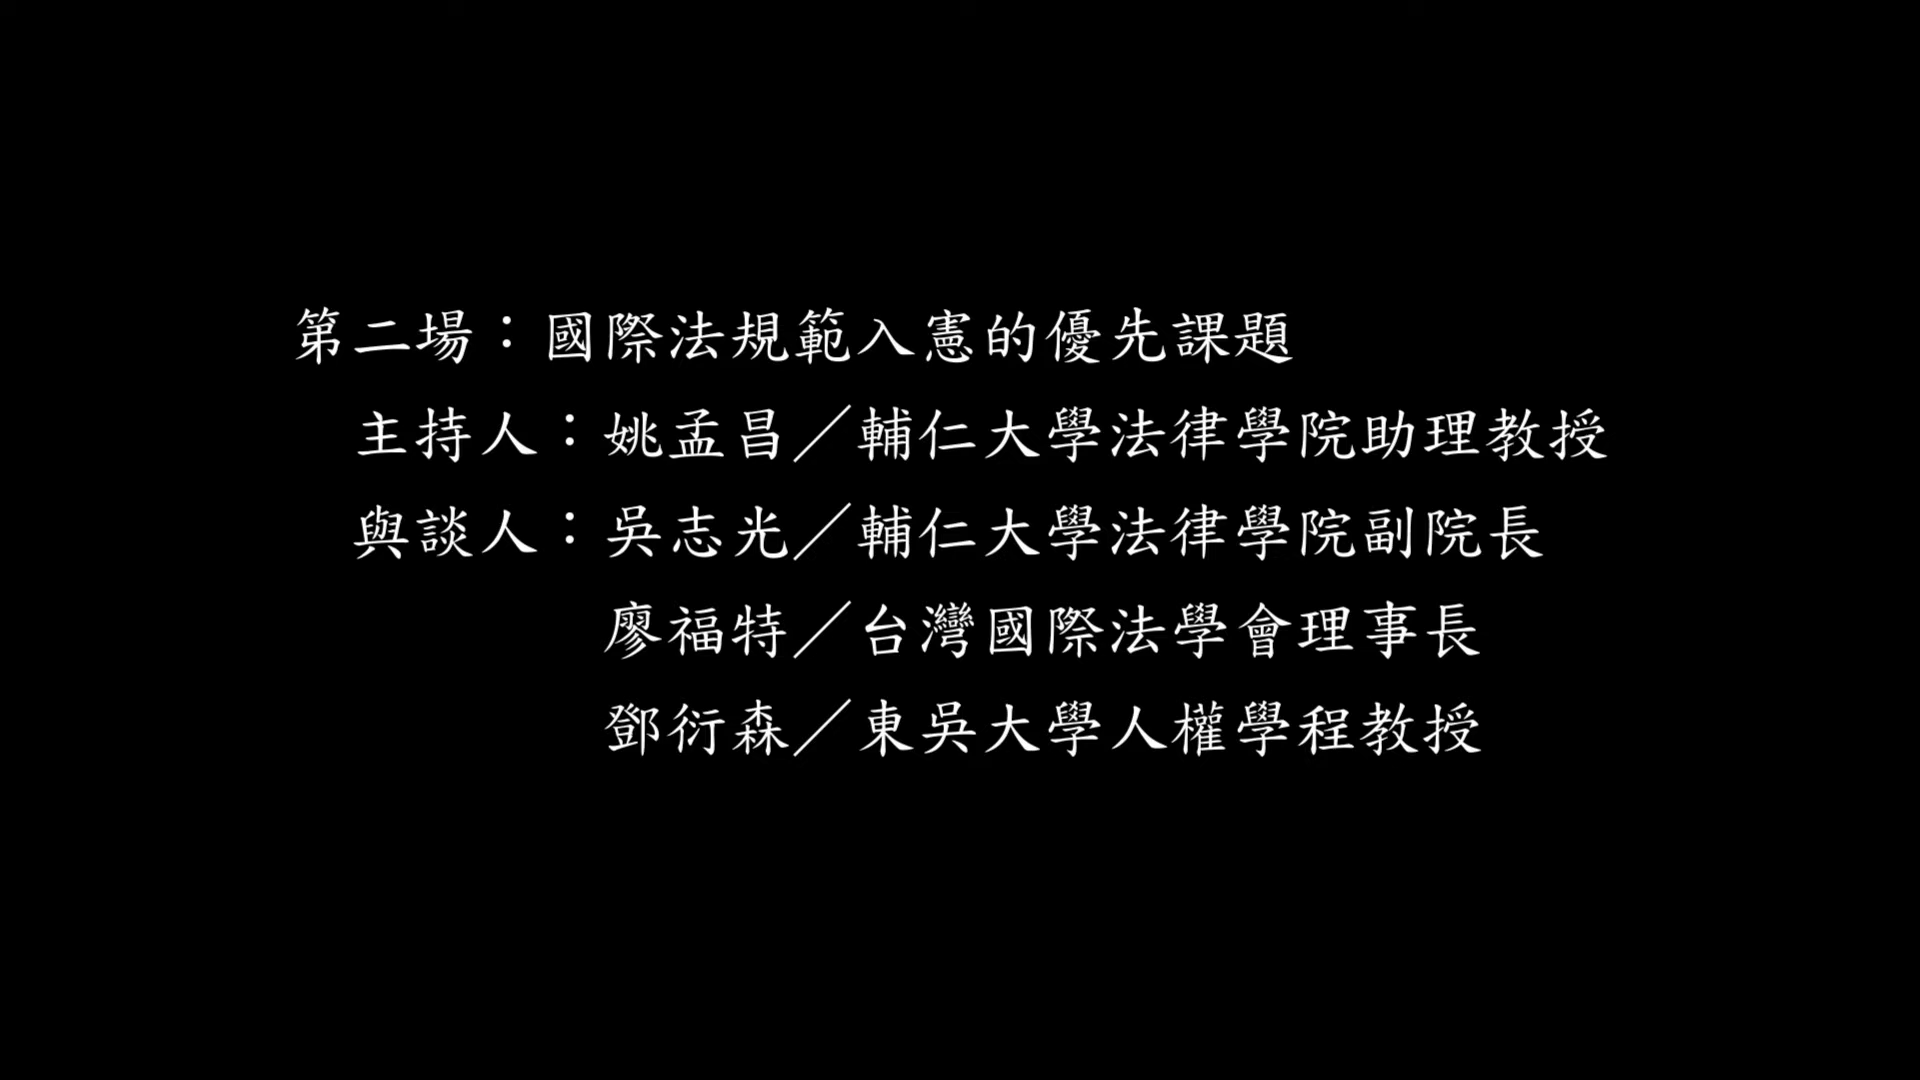 第二場：國際法規範入憲的優先課題
主持人：姚孟昌／輔仁大學法律學院助理教授
與談人：吳志光／輔仁大學法律學院副院長
廖福特／台灣國際法學會理事長
鄧衍森／東吳大學人權學程教授